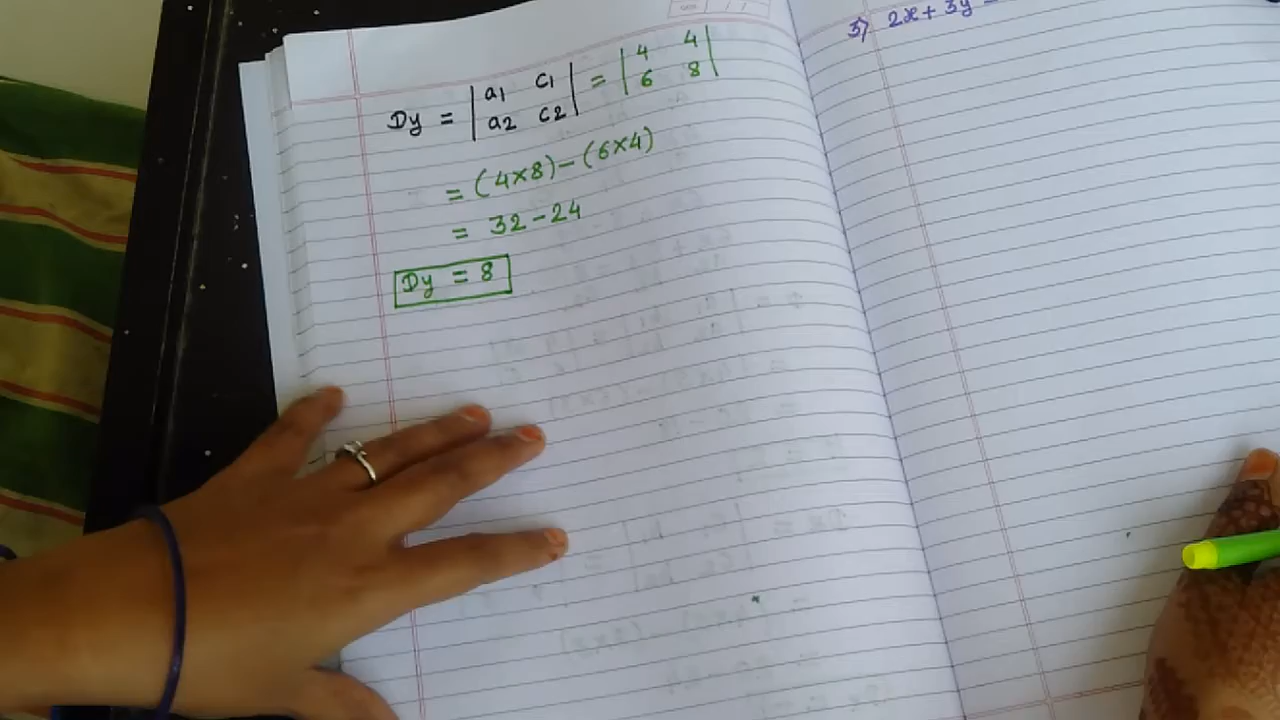 Dy = | a1 c1 | = | 4 4 |
| a2 c2 | | 6 8 |
= (4×8) - (6×4)
= 32 - 24
Dy = 8
3) 2x + 3y